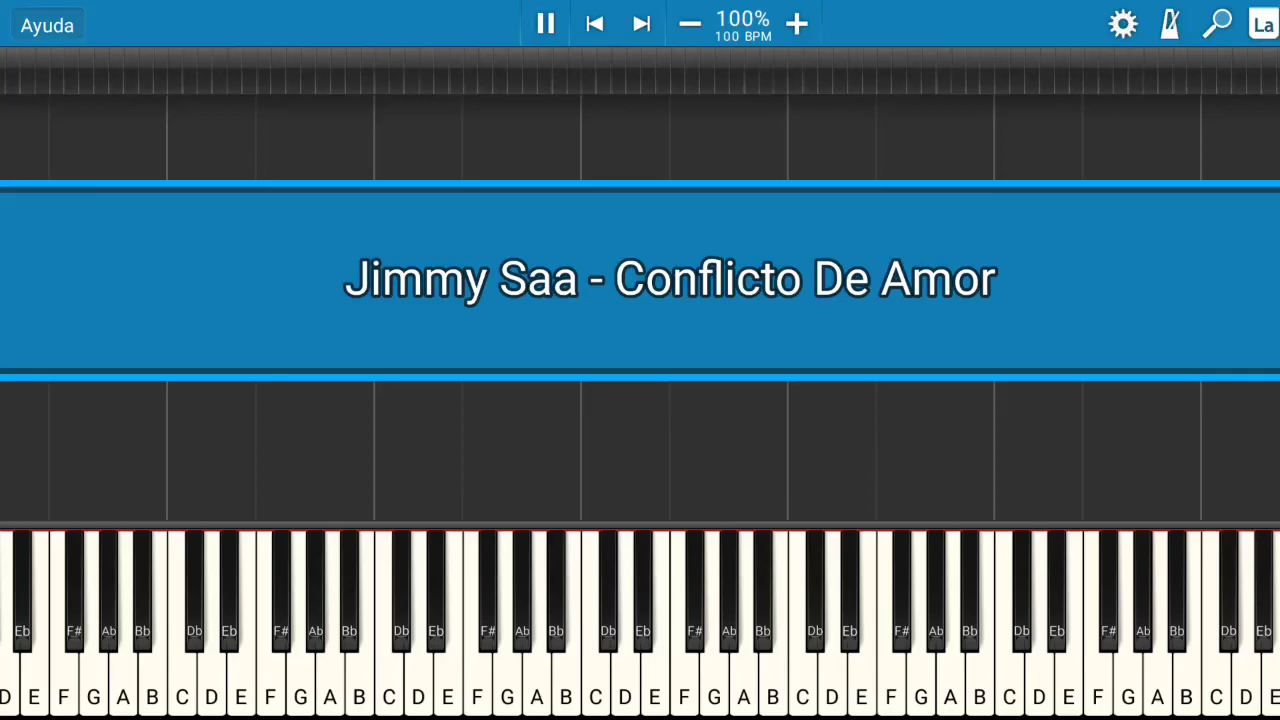 Ayuda
100%
100 BPM
La
Jimmy Saa - Conflicto De Amor
Eb F# Ab Bb Db Eb F# Ab Bb Db Eb F# Ab Bb Db Eb F# Ab Bb Db Eb F# Ab Bb Db Eb F# Ab Bb Db Eb
D E F G A B C D E F G A B C D E F G A B C D E F G A B C D E F G A B C D E F G A B C D E